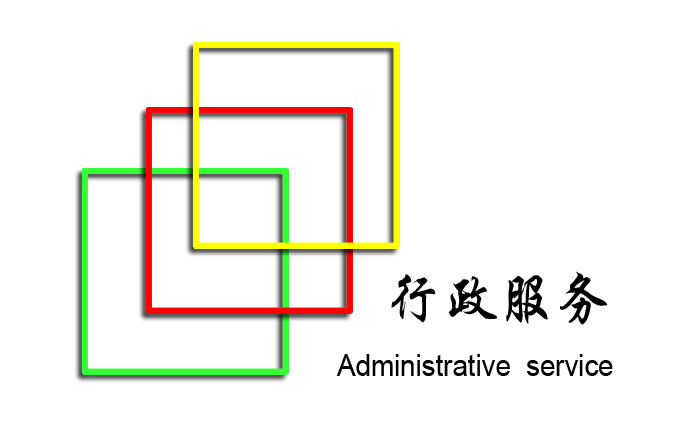 行政服务
Administrative service